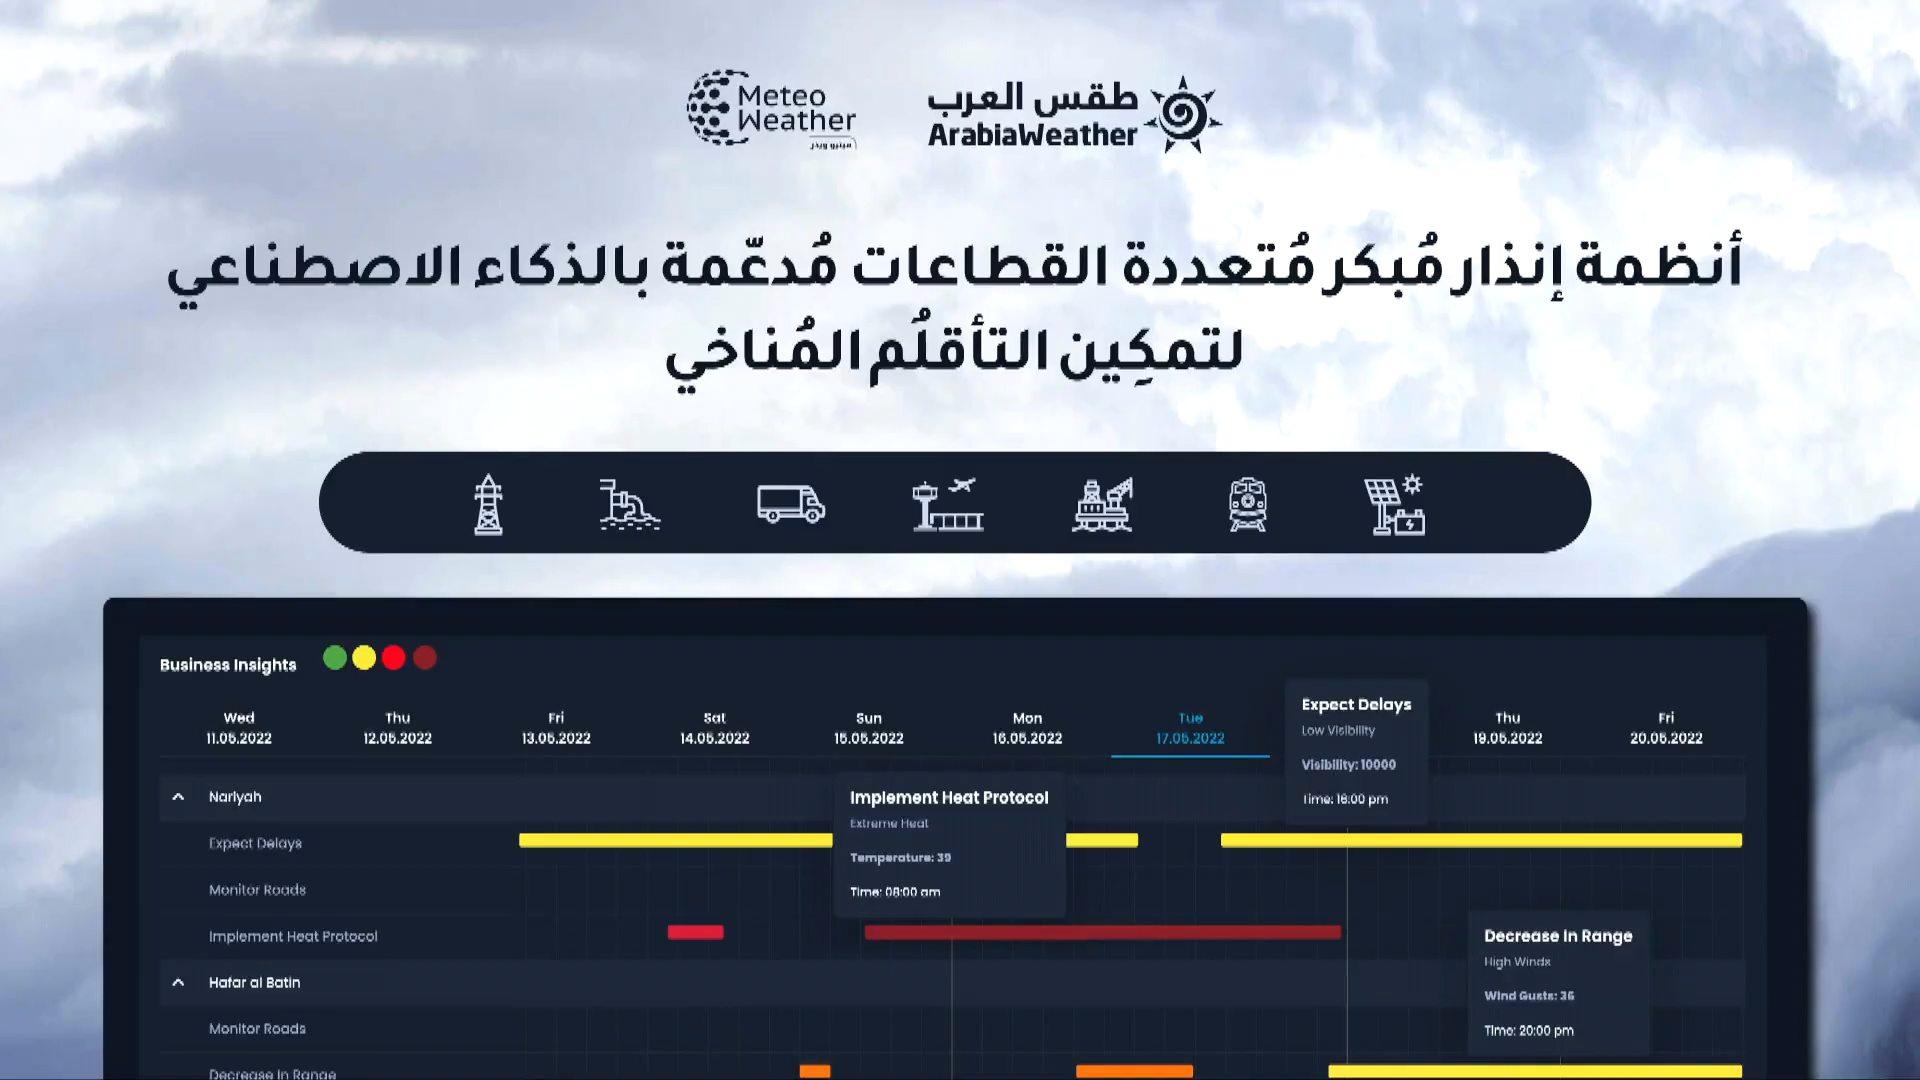 Meteo
Weather
طقس العرب
ArabiaWeather
أنظمة إنذار مُبكر مُتعددة القطاعات مُدعّمة بالذكاء الاصطناعي
لتمكِين التأقلُم المُناخي
Business Insights
Wed Thu Fri Sat Sun Mon Tue Thu Fri
11.05.2022 12.05.2022 13.05.2022 14.05.2022 15.05.2022 16.05.2022 17.05.2022 19.05.2022 20.05.2022
Expect Delays
Low Visibility
Visibility: 10000
Time: 16:00 pm
Nariyah
Implement Heat Protocol
Extreme Heat
Temperature: 39
Time: 08:00 am
Expect Delays
Monitor Roads
Implement Heat Protocol
Decrease In Range
High Winds
Wind Gusts: 36
Time: 20:00 pm
Hafar al Batin
Monitor Roads
Decrease In Range